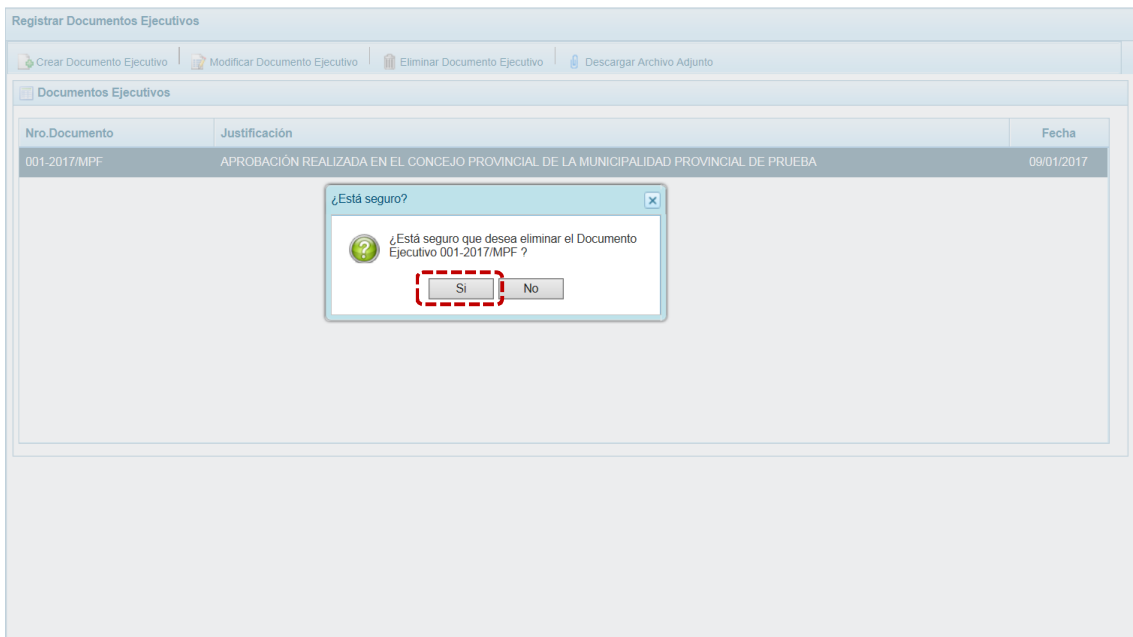 Registrar Documentos Ejecutivos
Crear Documento Ejecutivo Modificar Documento Ejecutivo Eliminar Documento Ejecutivo Descargar Archivo Adjunto
Documentos Ejecutivos
Nro.Documento Justificación Fecha
001-2017/MPF APROBACIÓN REALIZADA EN EL CONCEJO PROVINCIAL DE LA MUNICIPALIDAD PROVINCIAL DE PRUEBA 09/01/2017
¿Está seguro?
¿Está seguro que desea eliminar el Documento
Ejecutivo 001-2017/MPF ?
Si No